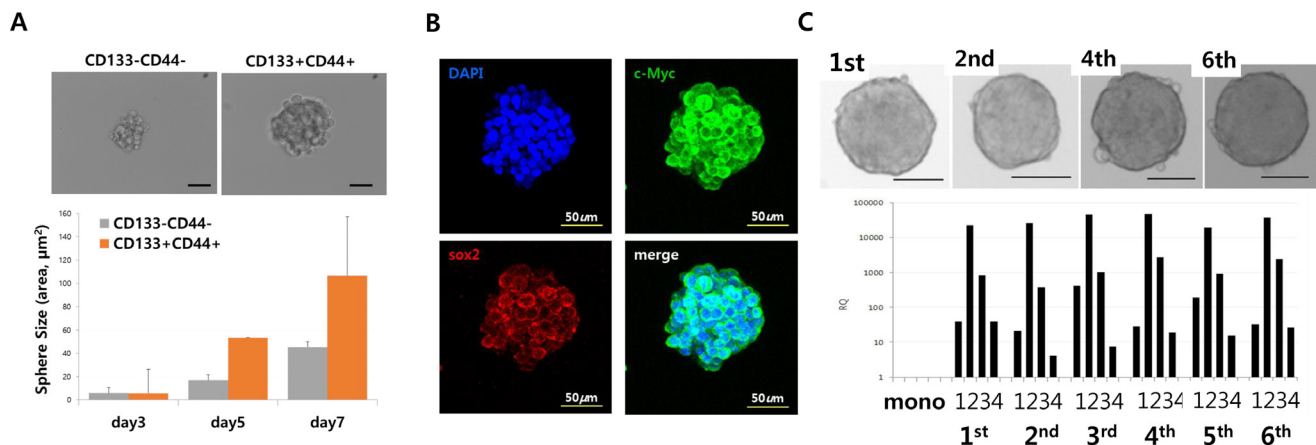 A
CD133-CD44-
CD133+CD44+
160
140
120
100
80
60
40
20
0
Sphere Size (area, µm²)
CD133-CD44-
CD133+CD44+
day3
day5
day7
B
DAPI
50µm
c-Myc
50µm
sox2
50µm
merge
50µm
C
1st
2nd
4th
6th
100000
10000
1000
100
10
1
RQ
mono
1234
1234
1234
1234
1234
1234
1st
2nd
3rd
4th
5th
6th